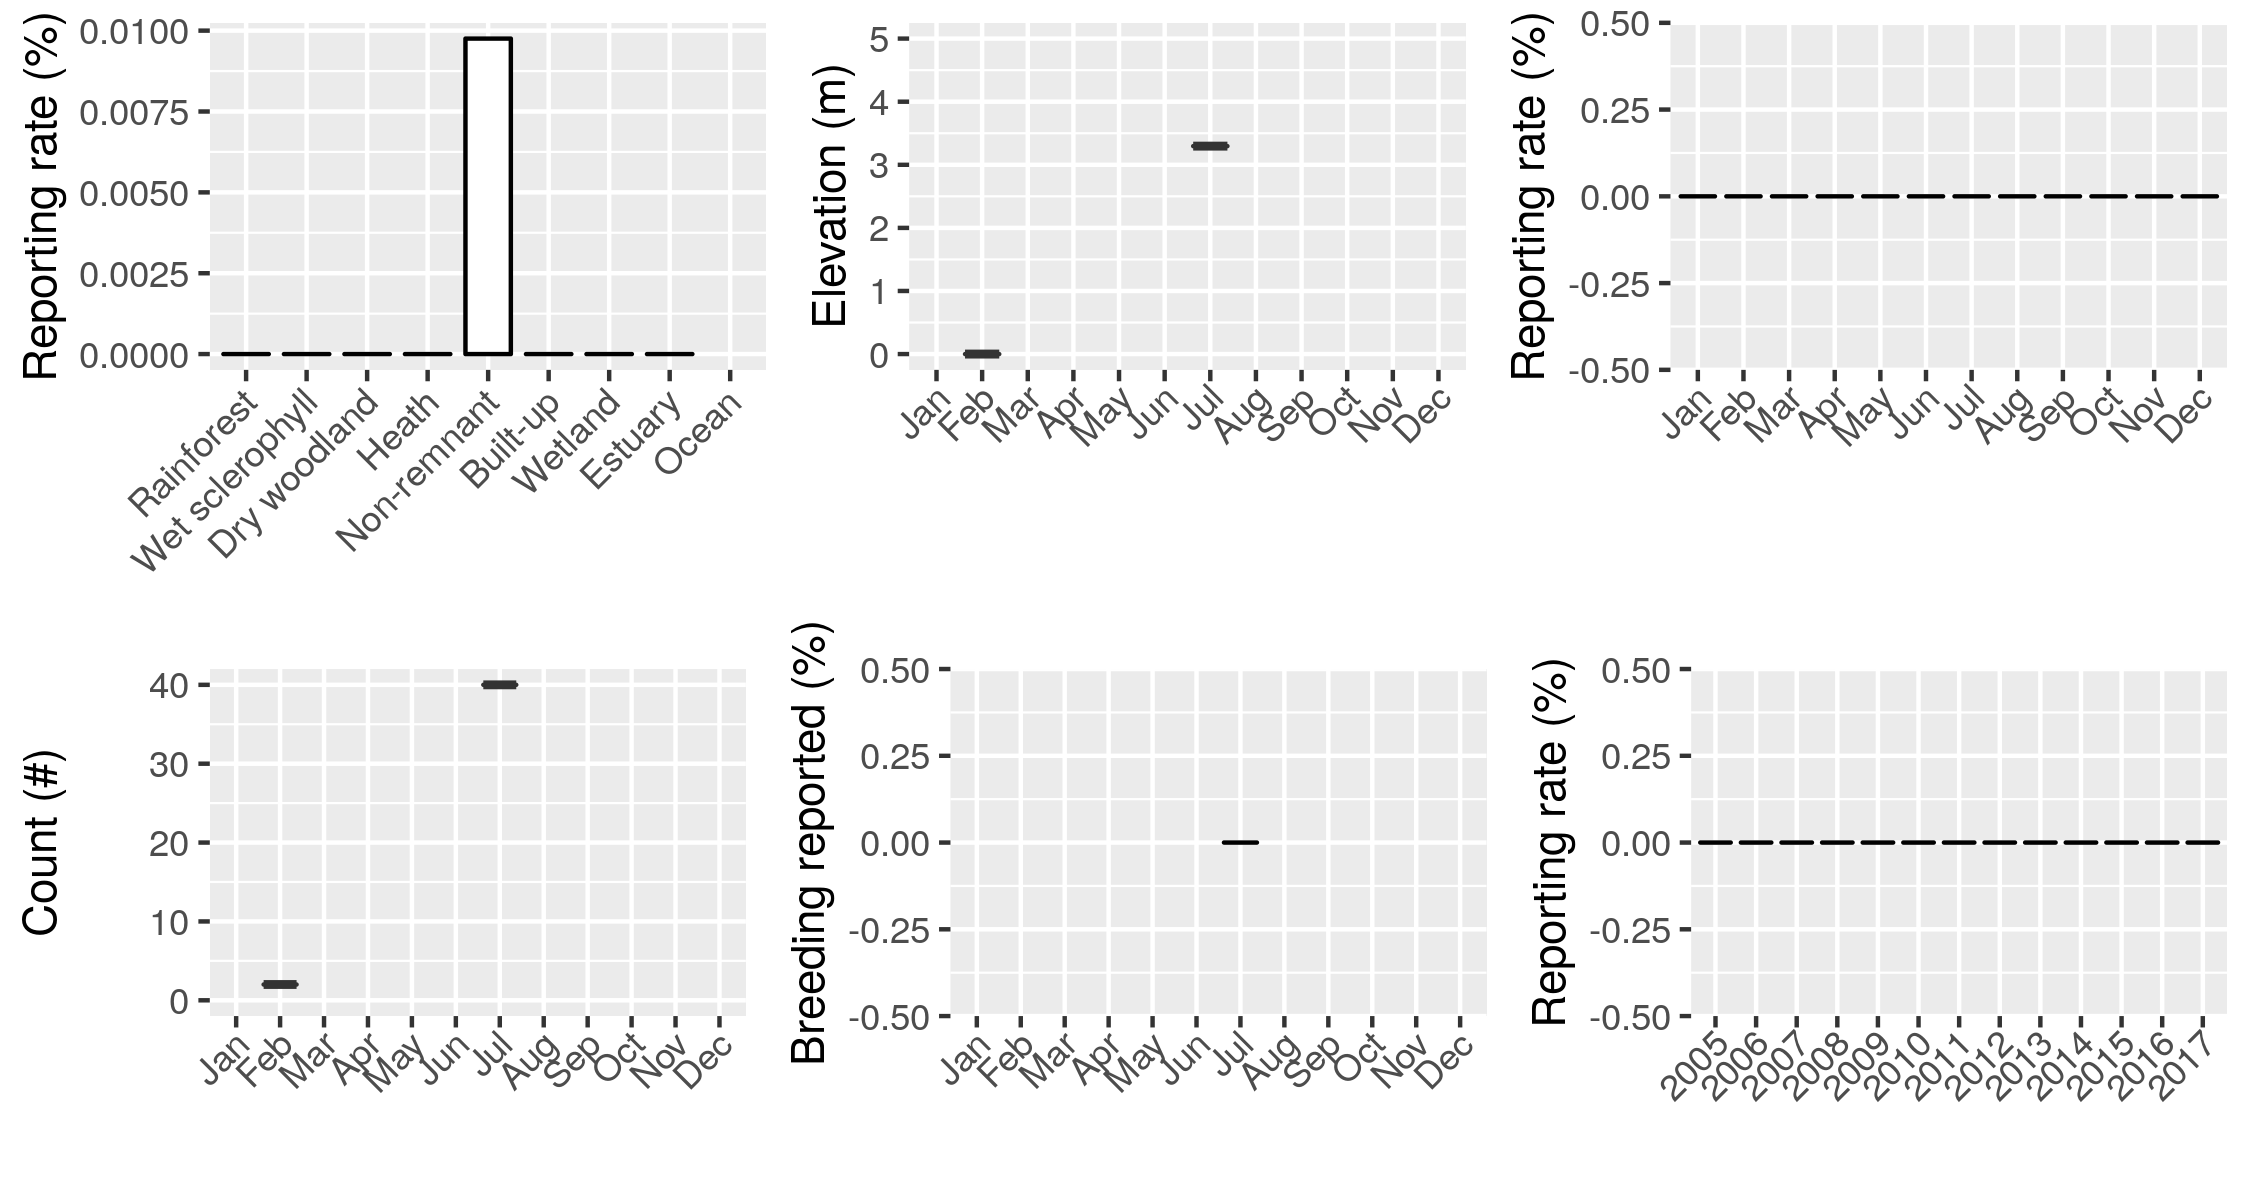 Reporting rate (%)
0.0100
0.0075
0.0050
0.0025
0.0000
Rainforest
Wet sclerophyll
Dry woodland
Heath
Non-remnant
Built-up
Wetland
Estuary
Ocean
Elevation (m)
5
4
3
2
1
0
Jan
Feb
Mar
Apr
May
Jun
Jul
Aug
Sep
Oct
Nov
Dec
Reporting rate (%)
0.50
0.25
0.00
-0.25
-0.50
Jan
Feb
Mar
Apr
May
Jun
Jul
Aug
Sep
Oct
Nov
Dec
Count (#)
40
30
20
10
0
Jan
Feb
Mar
Apr
May
Jun
Jul
Aug
Sep
Oct
Nov
Dec
Breeding reported (%)
0.50
0.25
0.00
-0.25
-0.50
Jan
Feb
Mar
Apr
May
Jun
Jul
Aug
Sep
Oct
Nov
Dec
Reporting rate (%)
0.50
0.25
0.00
-0.25
-0.50
2005
2006
2007
2008
2009
2010
2011
2012
2013
2014
2015
2016
2017